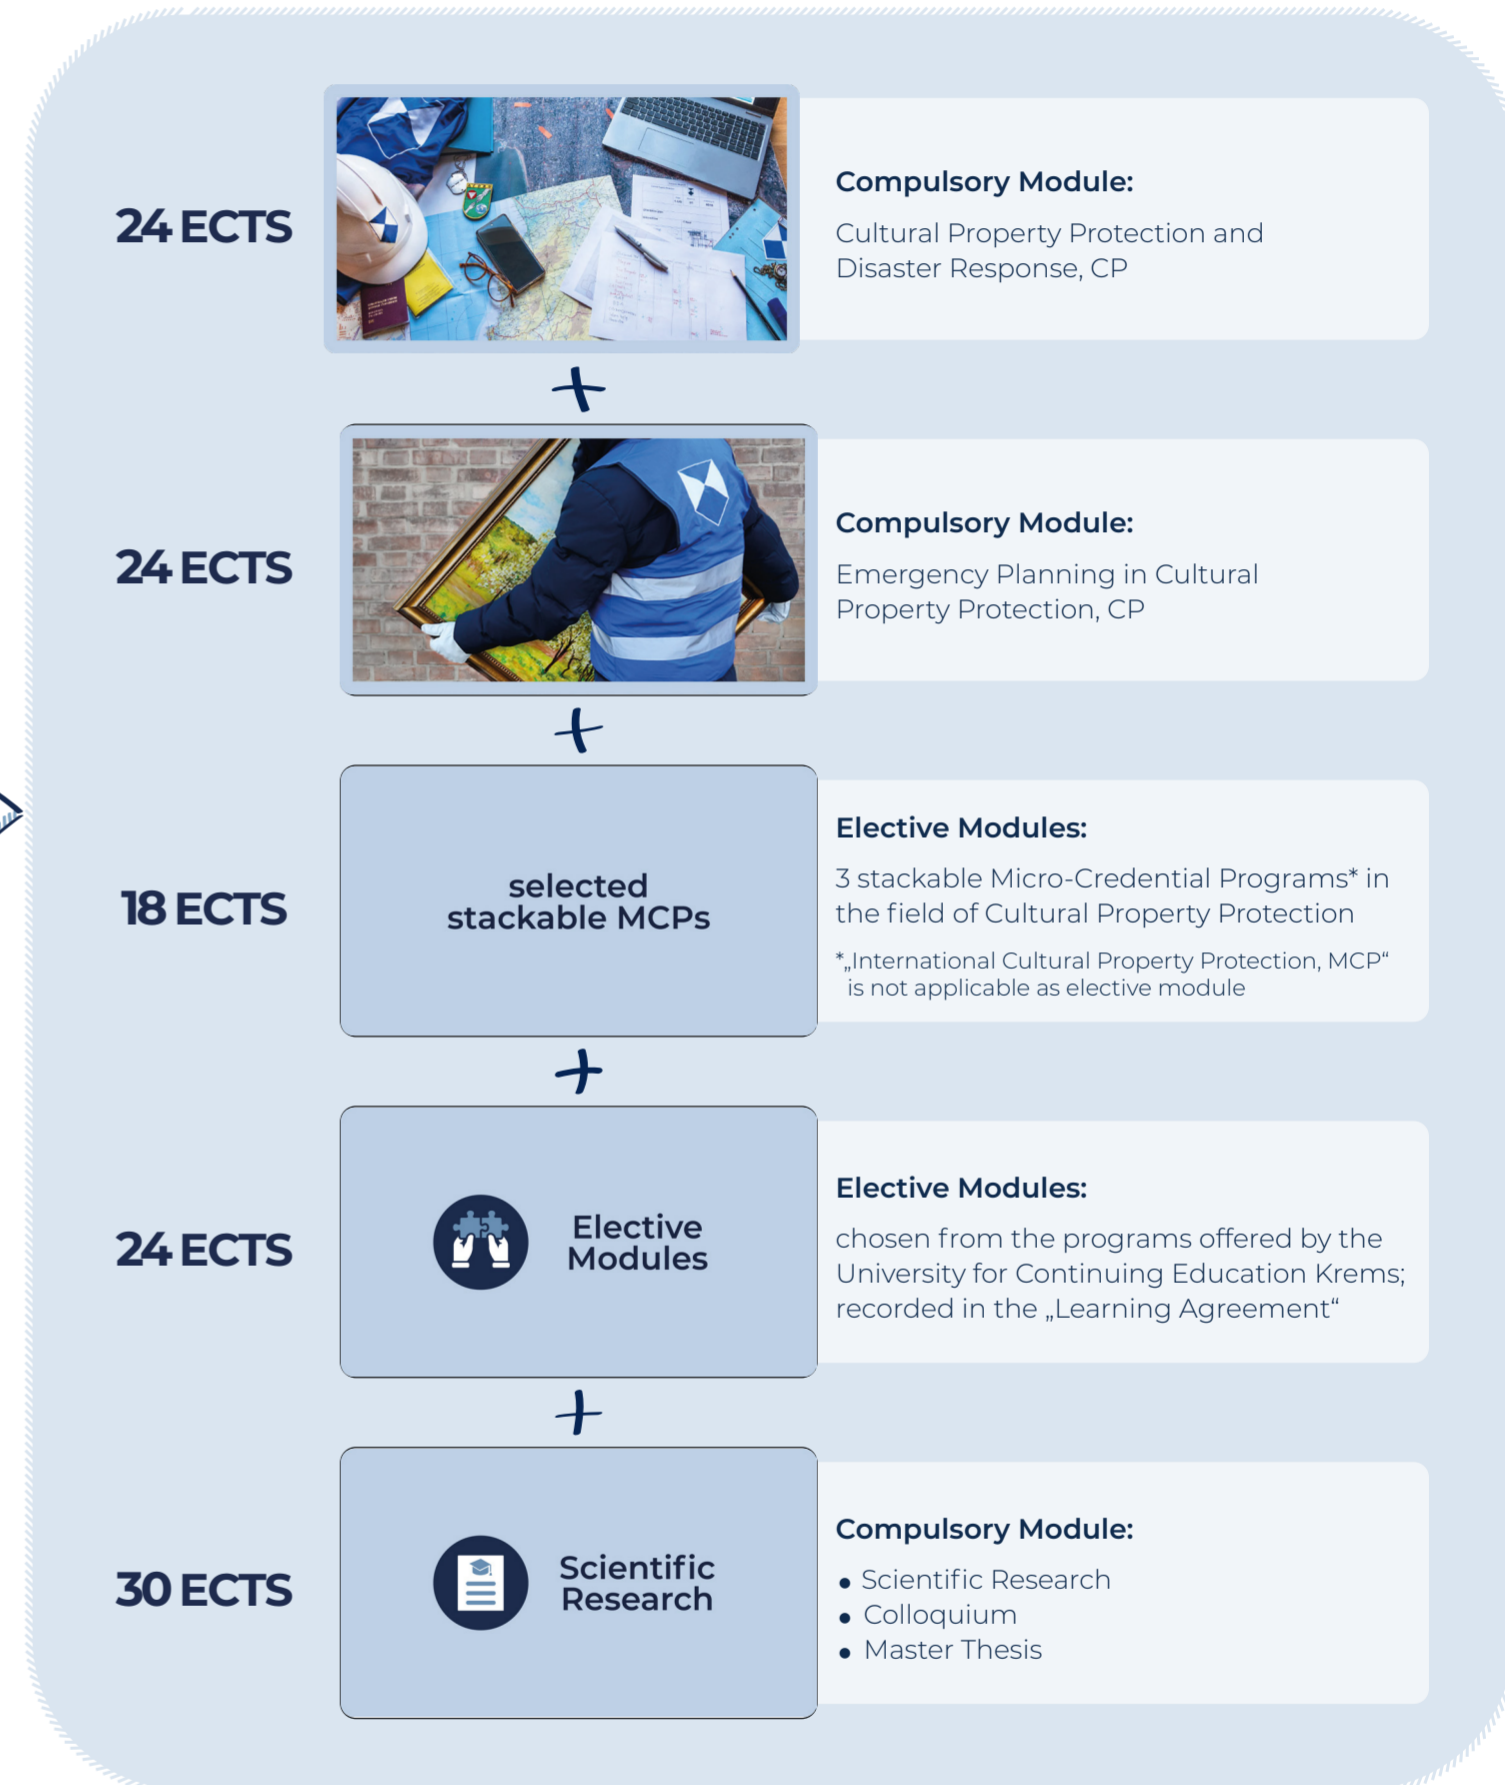 24 ECTS
Compulsory Module:
Cultural Property Protection and
Disaster Response, CP
24 ECTS
Compulsory Module:
Emergency Planning in Cultural
Property Protection, CP
18 ECTS
selected
stackable MCPs
Elective Modules:
3 stackable Micro-Credential Programs* in
the field of Cultural Property Protection
*„International Cultural Property Protection, MCP“
is not applicable as elective module
24 ECTS
Elective
Modules
Elective Modules:
chosen from the programs offered by the
University for Continuing Education Krems;
recorded in the „Learning Agreement“
30 ECTS
Scientific
Research
Compulsory Module:
• Scientific Research
• Colloquium
• Master Thesis